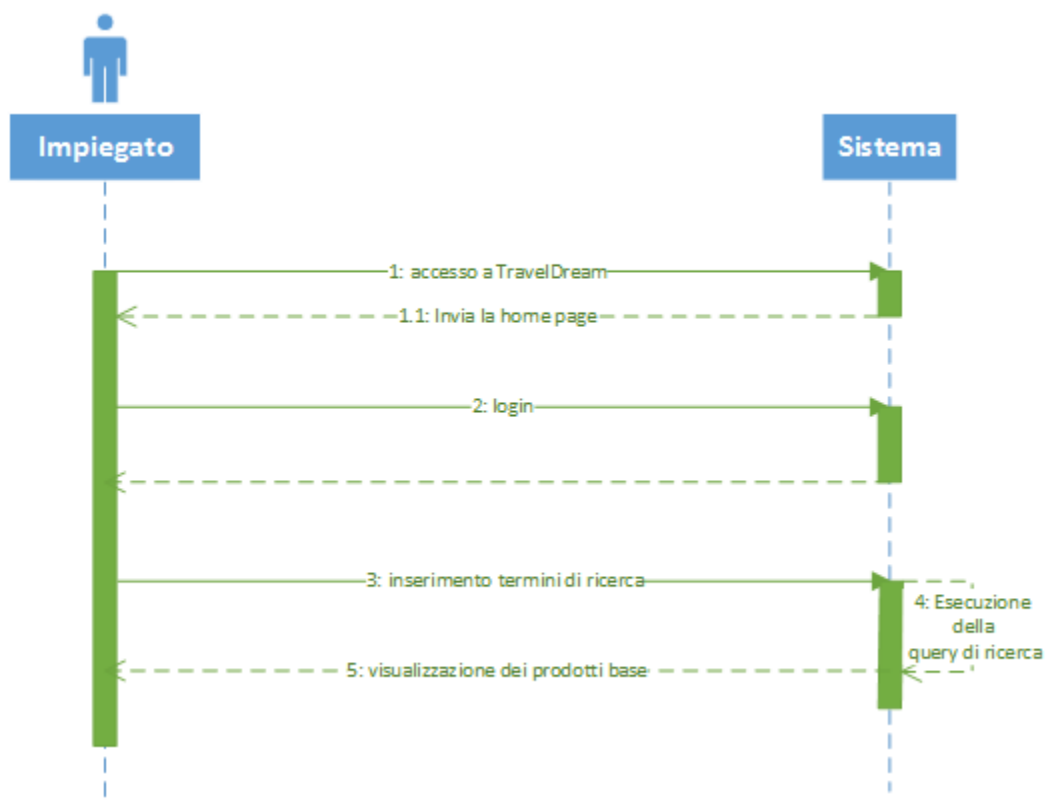 Impiegato
Sistema
1: accesso a TravelDream
1.1: Invia la home page
2: login
3: inserimento termini di ricerca
4: Esecuzione
della
query di ricerca
5: visualizzazione dei prodotti base